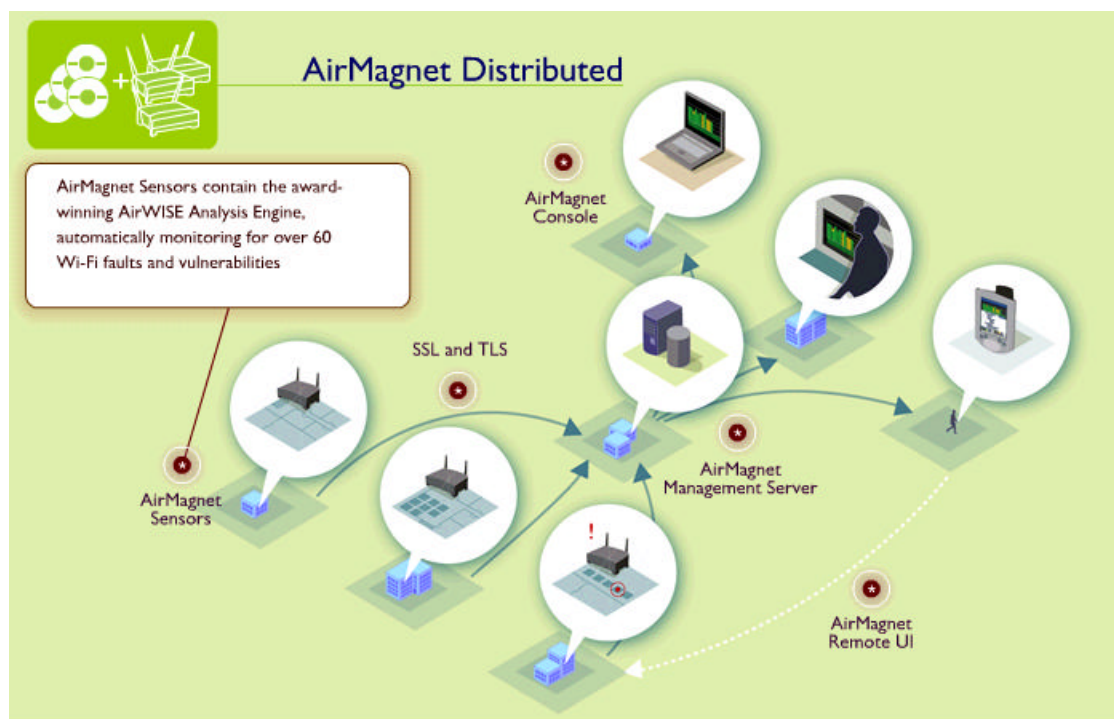 AirMagnet Distributed
AirMagnet Sensors contain the award-
winning AirWISE Analysis Engine,
automatically monitoring for over 60
Wi-Fi faults and vulnerabilities
AirMagnet
Console
SSL and TLS
AirMagnet
Sensors
AirMagnet
Management Server
!
AirMagnet
Remote UI